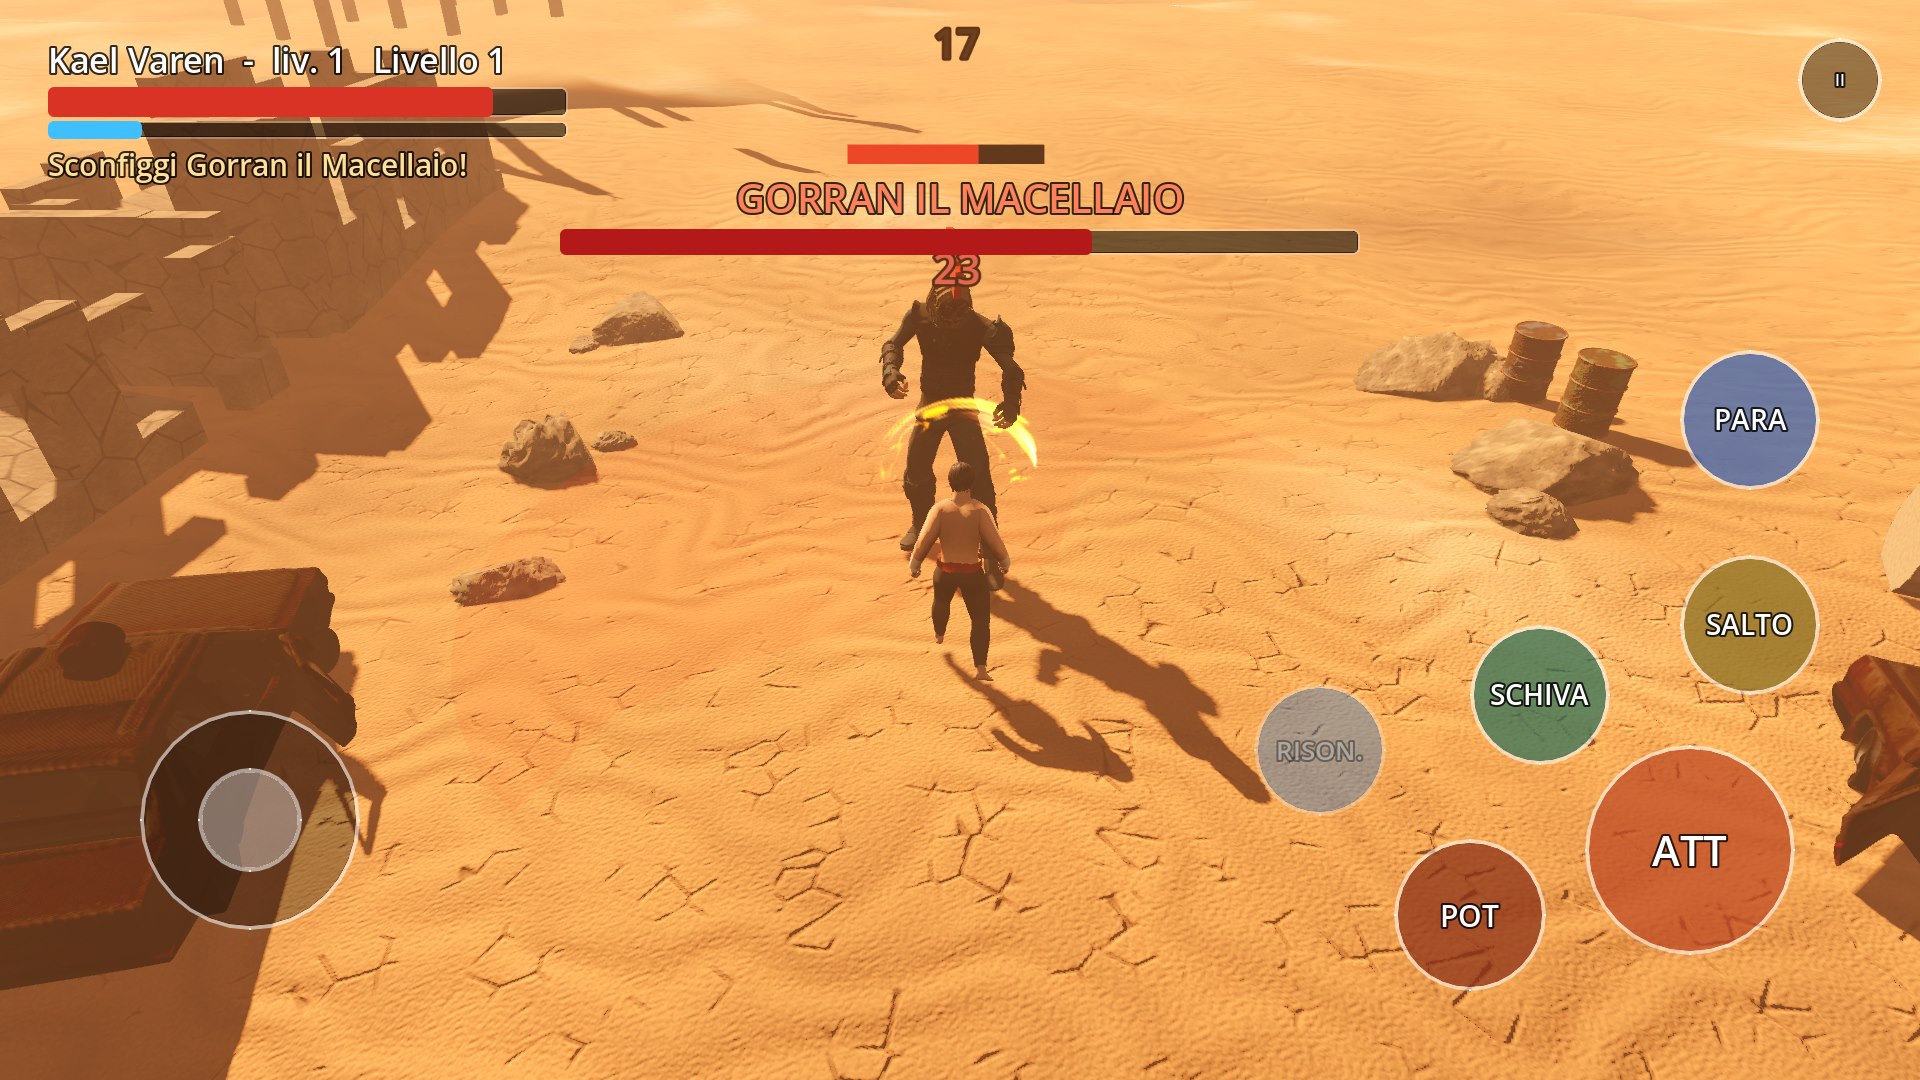 Kael Varen - liv. 1 Livello 1
17
II
Sconfiggi Gorran il Macellaio!
GORRAN IL MACELLAIO
23
PARA
SALTO
SCHIVA
RISON.
ATT
POT